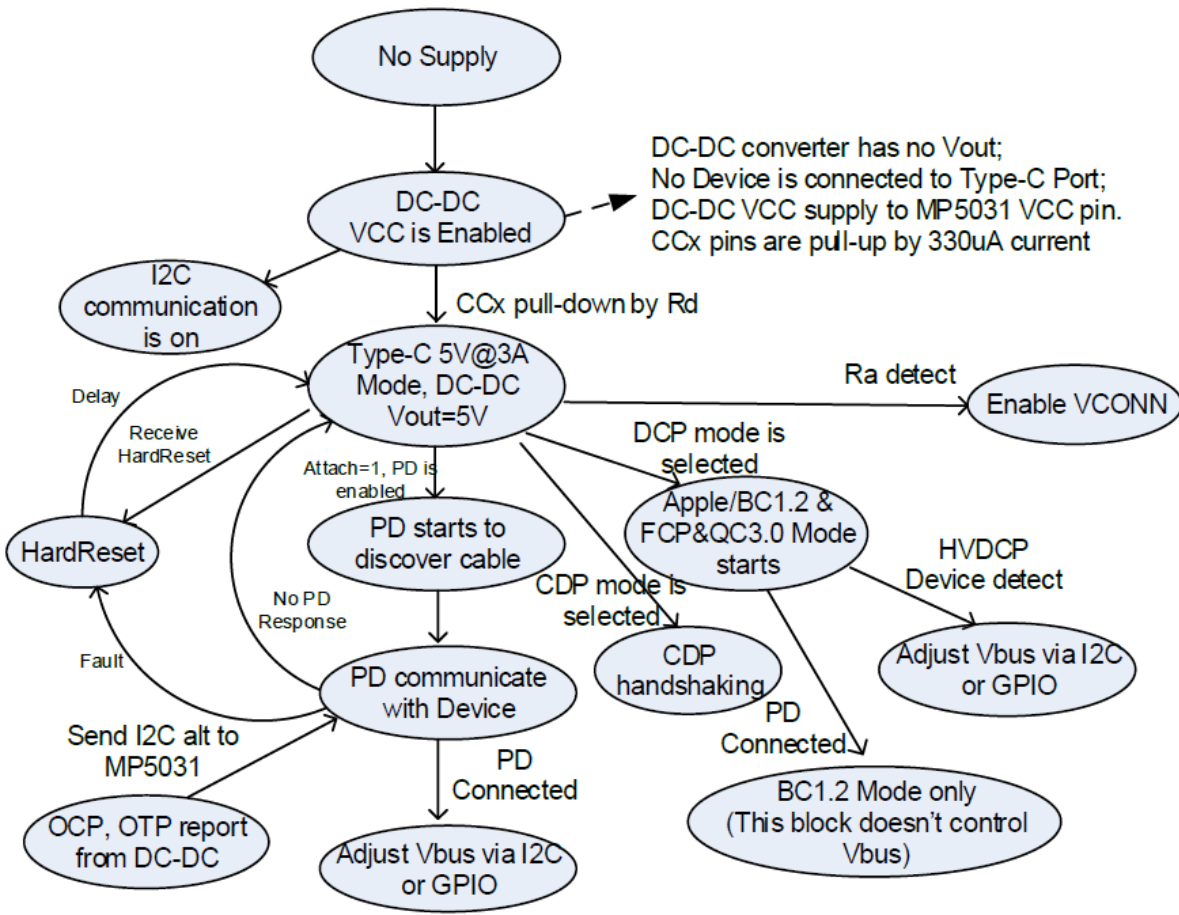 No Supply
DC-DC converter has no Vout;
No Device is connected to Type-C Port;
DC-DC VCC supply to MP5031 VCC pin.
CCx pins are pull-up by 330uA current
DC-DC
VCC is Enabled
I2C
communication
is on
CCx pull-down by Rd
Type-C 5V@3A
Mode, DC-DC
Vout=5V
Ra detect
Enable VCONN
Delay
Receive
HardReset
DCP mode is
selected
Attach=1, PD is
enabled
Apple/BC1.2 &
FCP&QC3.0 Mode
starts
PD starts to
discover cable
HardReset
HVDCP
Device detect
CDP mode is
selected
No PD
Response
Fault
CDP
handshaking
Adjust Vbus via I2C
or GPIO
PD communicate
with Device
Send I2C alt to
MP5031
PD
Connected
PD
Connected
BC1.2 Mode only
(This block doesn't control
Vbus)
OCP, OTP report
from DC-DC
Adjust Vbus via I2C
or GPIO